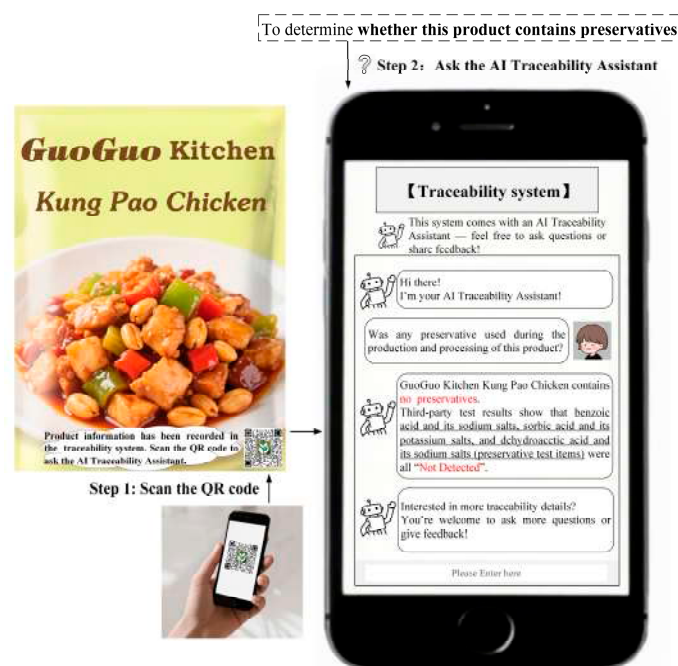 To determine whether this product contains preservatives
Step 2: Ask the AI Traceability Assistant
GuoGuo Kitchen
Kung Pao Chicken
Product information has been recorded in
the traceability system. Scan the QR code to
ask the AI Traceability Assistant.
Step 1: Scan the QR code
【Traceability system】
This system comes with an AI Traceability
Assistant — feel free to ask questions or
share feedback!
Hi there!
I'm your AI Traceability Assistant!
Was any preservative used during the
production and processing of this product?
GuoGuo Kitchen Kung Pao Chicken contains
no preservatives.
Third-party test results show that benzoic
acid and its sodium salts, sorbic acid and its
potassium salts, and dehydroacetic acid and
its sodium salts (preservative test items) were
all "Not Detected".
Interested in more traceability details?
You're welcome to ask more questions or
give feedback!
Please Enter here